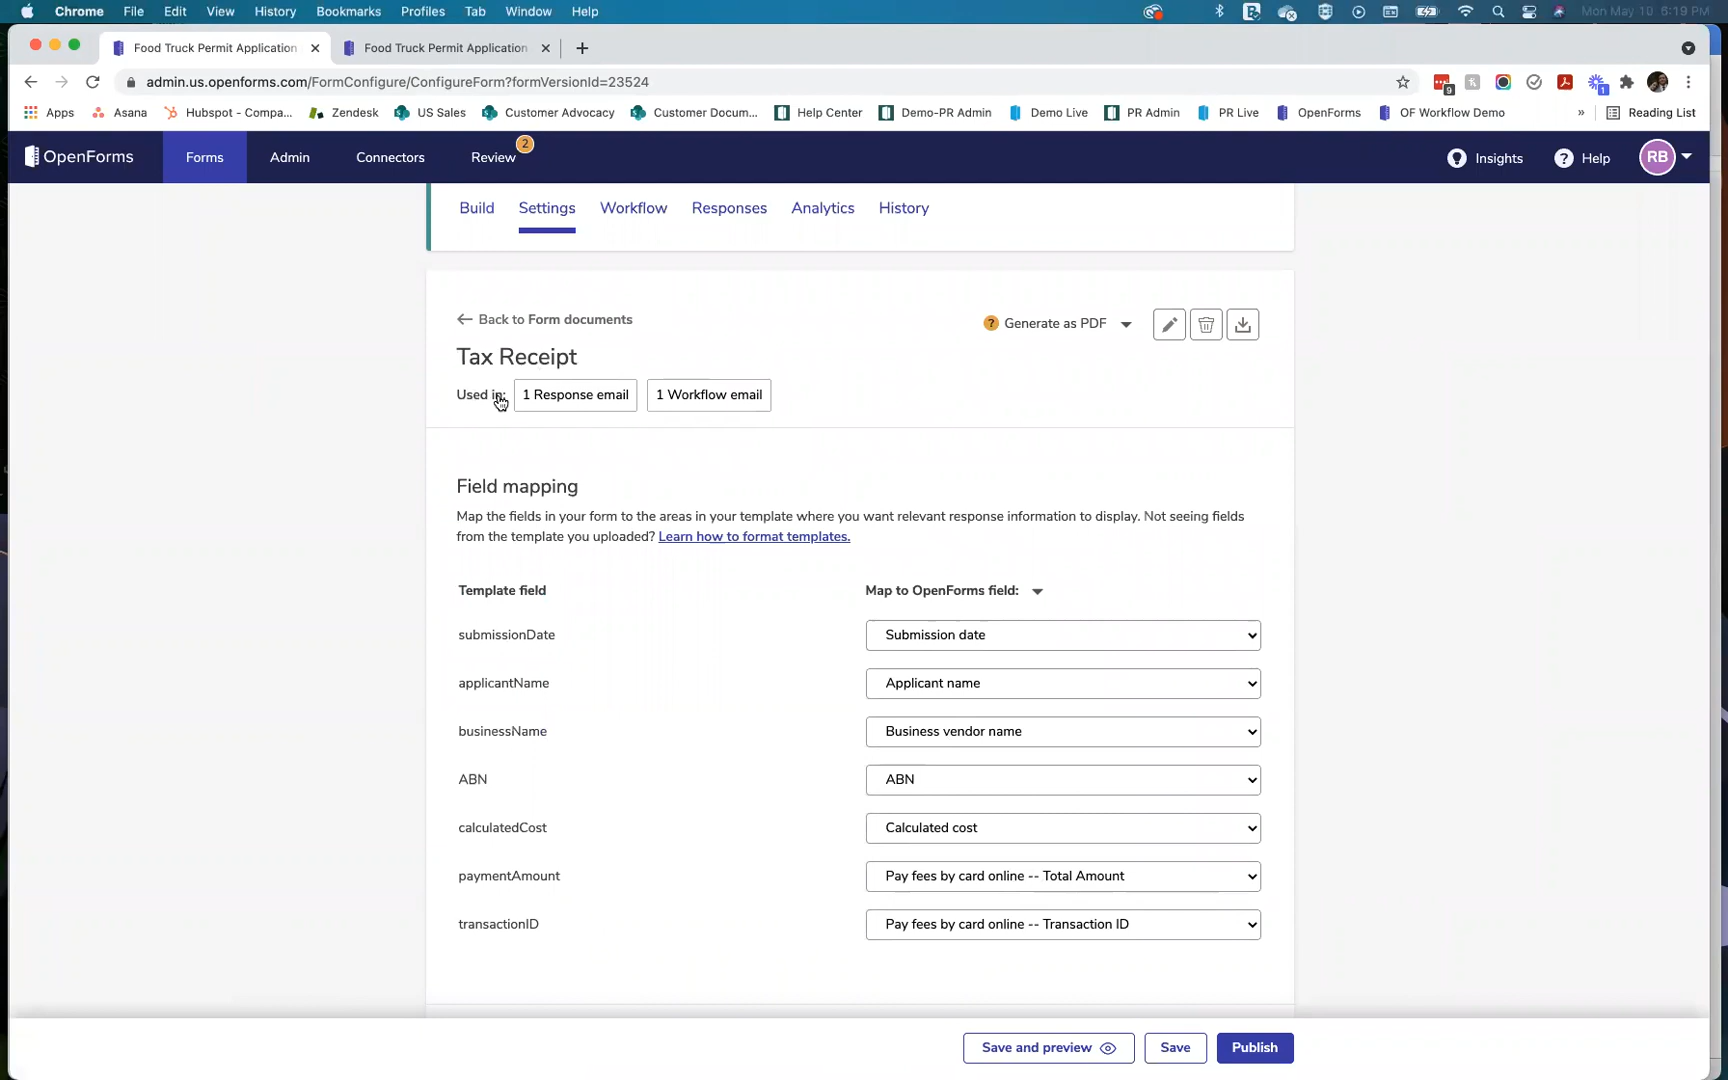 Chrome File Edit View History Bookmarks Profiles Tab Window Help Mon May 10 6:19 PM
Food Truck Permit Application Food Truck Permit Application
admin.us.openforms.com/FormConfigure/ConfigureForm?formVersionId=23524 9 1
Apps Asana Hubspot - Compa... Zendesk US Sales Customer Advocacy Customer Docum... Help Center Demo-PR Admin Demo Live PR Admin PR Live OpenForms OF Workflow Demo » Reading List
OpenForms Forms Admin Connectors Review 2 Insights ? Help RB
Build Settings Workflow Responses Analytics History
Back to Form documents ? Generate as PDF
Tax Receipt
Used in: 1 Response email 1 Workflow email
Field mapping
Map the fields in your form to the areas in your template where you want relevant response information to display. Not seeing fields
from the template you uploaded? Learn how to format templates.
Template field Map to OpenForms field:
submissionDate Submission date
applicantName Applicant name
businessName Business vendor name
ABN ABN
calculatedCost Calculated cost
paymentAmount Pay fees by card online -- Total Amount
transactionID Pay fees by card online -- Transaction ID
Save and preview Save Publish